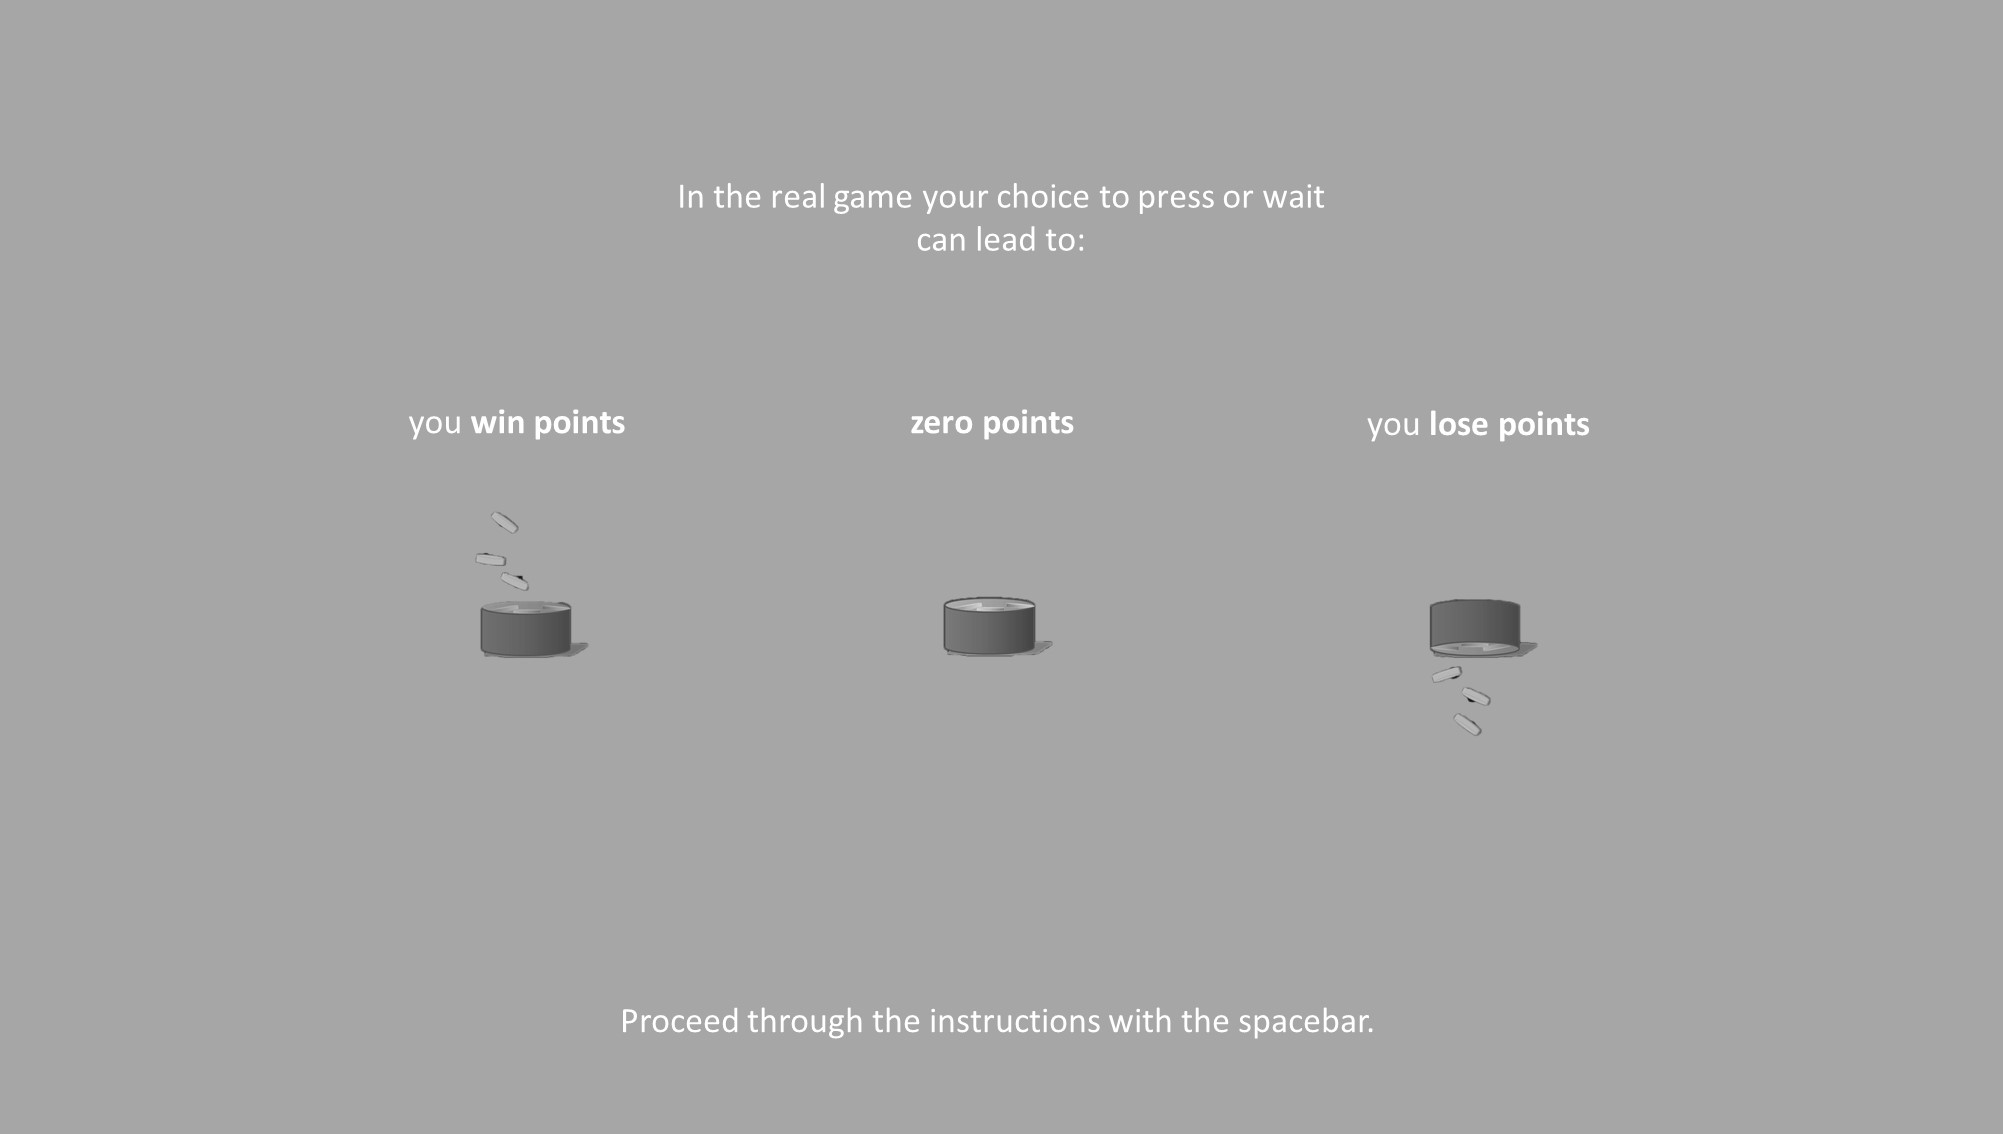 In the real game your choice to press or wait
can lead to:
you win points
zero points
you lose points
Proceed through the instructions with the spacebar.